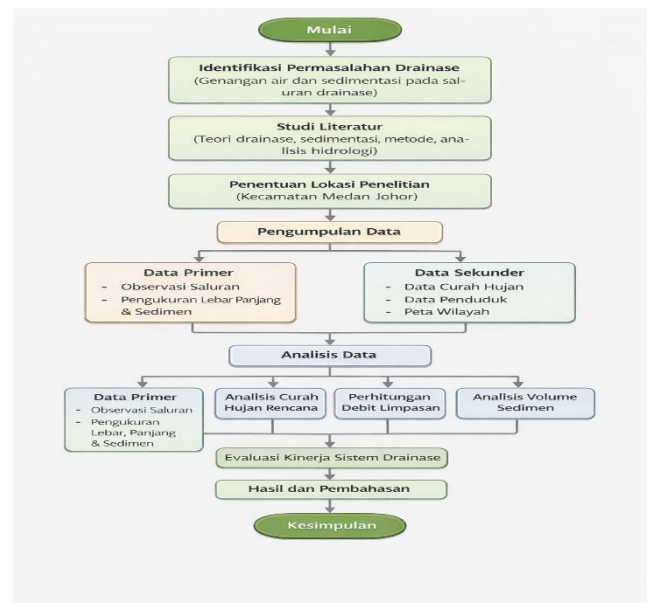 Mulai
Identifikasi Permasalahan Drainase
(Genangan air dan sedimentasi pada sal-
uran drainase)
Studi Literatur
(Teori drainase, sedimentasi, metode, ana-
lisis hidrologi)
Penentuan Lokasi Penelitian
(Kecamatan Medan Johor)
Pengumpulan Data
Data Primer
- Observasi Saluran
- Pengukuran Lebar Panjang
& Sedimen
Data Sekunder
- Data Curah Hujan
- Data Penduduk
- Peta Wilayah
Analisis Data
Data Primer
- Observasi Saluran
- Pengukuran
Lebar, Panjang
& Sedimen
Analisis Curah
Hujan Rencana
Perhitungan
Debit Limpasan
Analisis Volume
Sedimen
Evaluasi Kinerja Sistem Drainase
Hasil dan Pembahasan
Kesimpulan